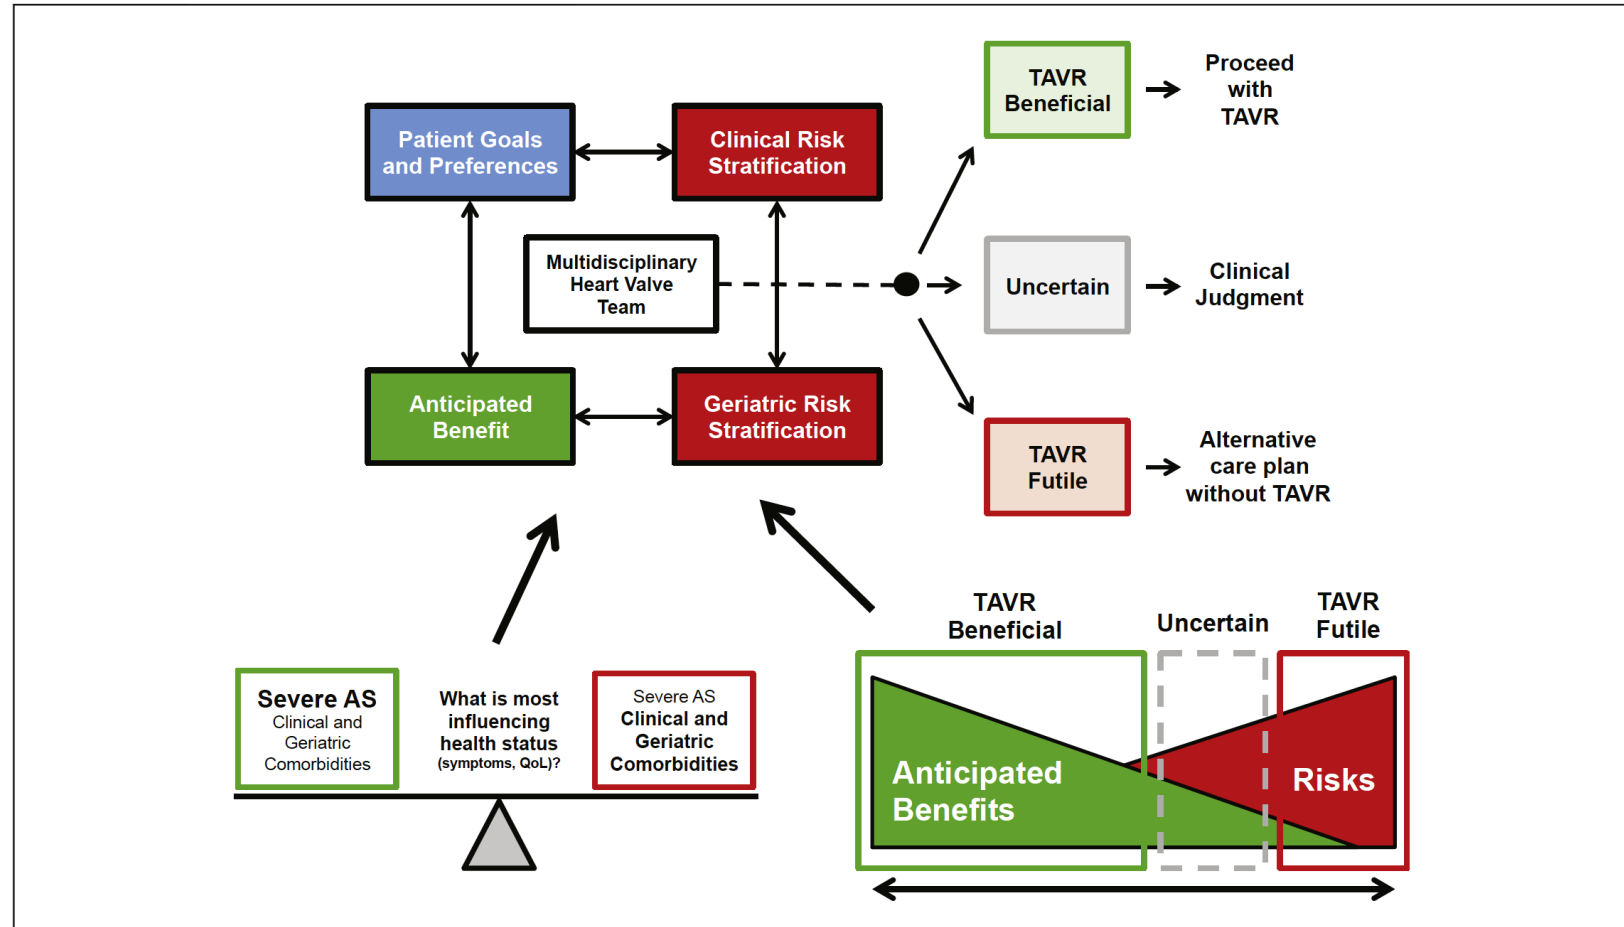 Patient Goals
and Preferences
Clinical Risk
Stratification
Multidisciplinary
Heart Valve
Team
Anticipated
Benefit
Geriatric Risk
Stratification
TAVR
Beneficial
Proceed
with
TAVR
Uncertain
Clinical
Judgment
TAVR
Futile
Alternative
care plan
without TAVR
Severe AS
Clinical and
Geriatric
Comorbidities
What is most
influencing
health status
(symptoms, QoL)?
Severe AS
Clinical and
Geriatric
Comorbidities
TAVR
Beneficial
Uncertain
TAVR
Futile
Anticipated
Benefits
Risks